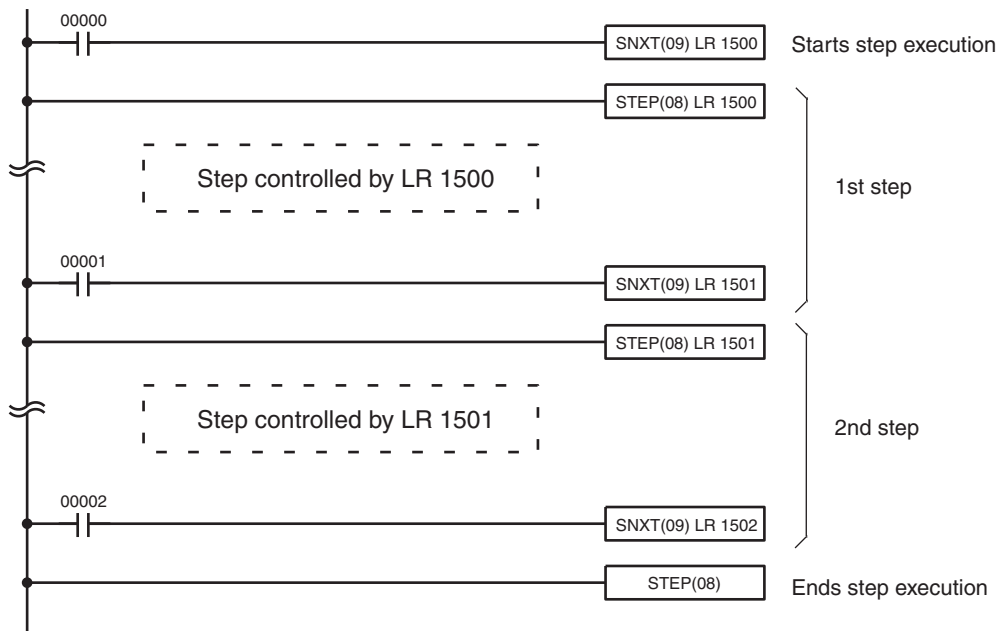 00000
SNXT(09) LR 1500
Starts step execution
STEP(08) LR 1500
Step controlled by LR 1500
1st step
00001
SNXT(09) LR 1501
STEP(08) LR 1501
Step controlled by LR 1501
2nd step
00002
SNXT(09) LR 1502
STEP(08)
Ends step execution